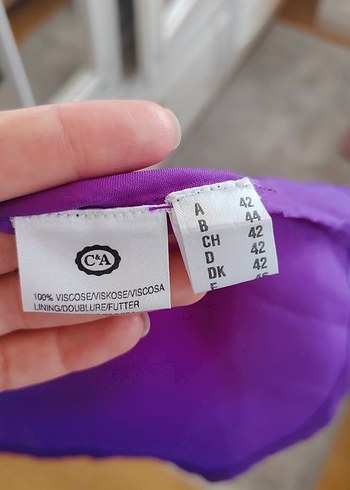 C&A
100% VISCOSE/VISKOSE/VISCOSA
LINING/DOUBLURE/FUTTER
A 42
B 44
CH 42
D 42
DK 42